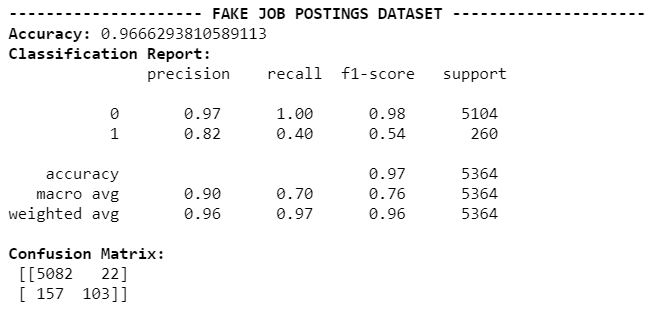 --------------------- FAKE JOB POSTINGS DATASET ---------------------
Accuracy: 0.9666293810589113
Classification Report:
precision recall f1-score support
0 0.97 1.00 0.98 5104
1 0.82 0.40 0.54 260
accuracy 0.97 5364
macro avg 0.90 0.70 0.76 5364
weighted avg 0.96 0.97 0.96 5364
Confusion Matrix:
[[5082 22]
[ 157 103]]